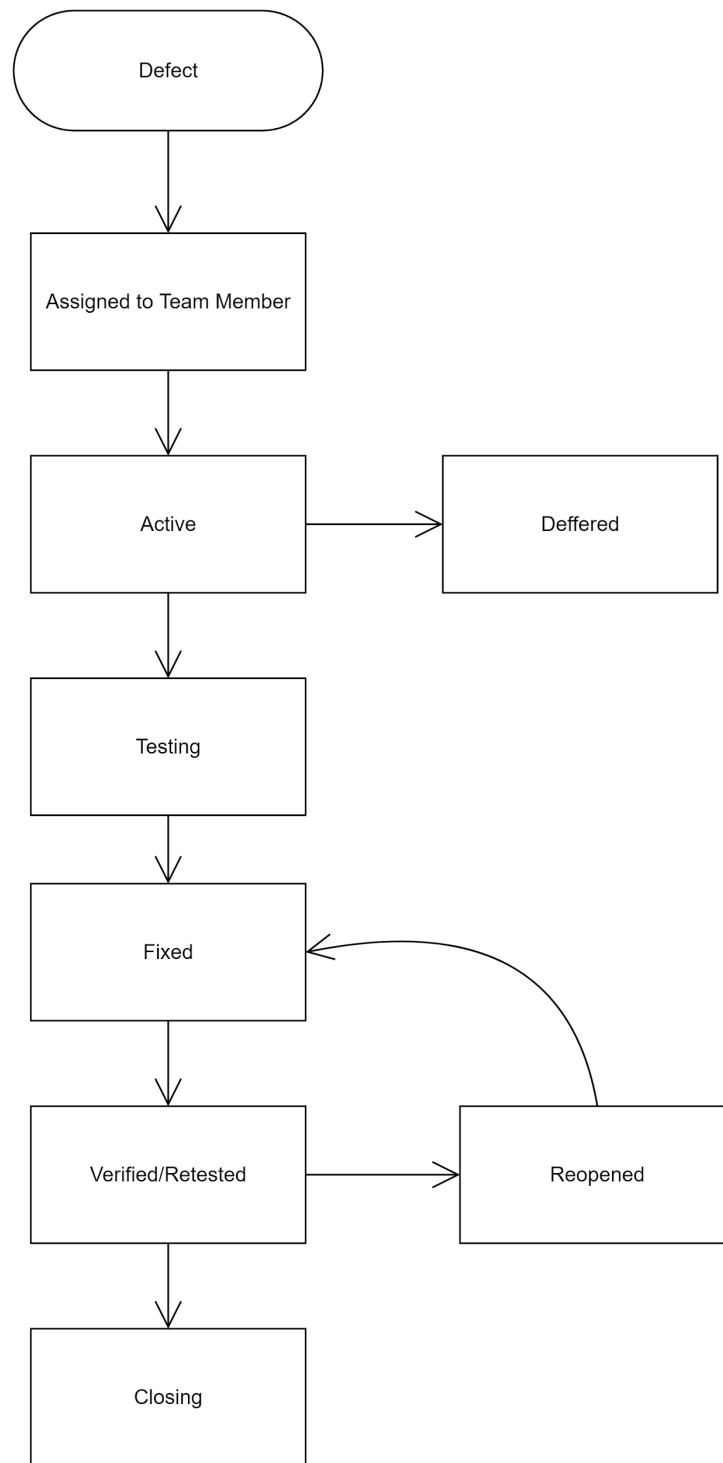 Defect
Assigned to Team Member
Active
Deffered
Testing
Fixed
Verified/Retested
Reopened
Closing